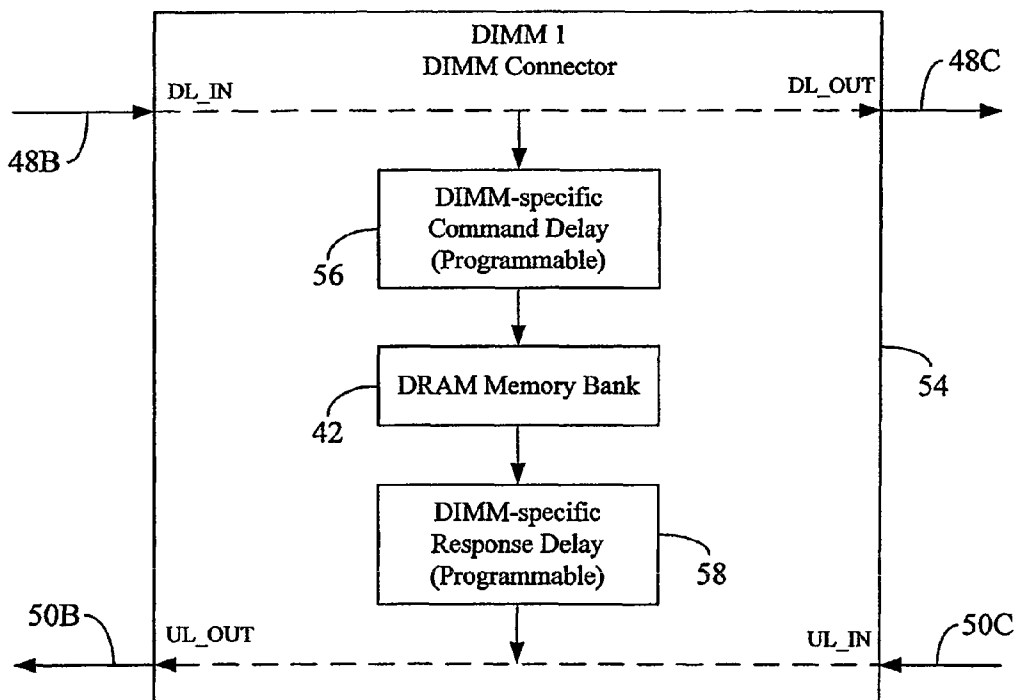 DIMM 1
DIMM Connector
DL_IN
DL_OUT
48C
48B
DIMM-specific
Command Delay
(Programmable)
56
DRAM Memory Bank
54
42
DIMM-specific
Response Delay
(Programmable)
58
50B
UL_OUT
UL_IN
50C